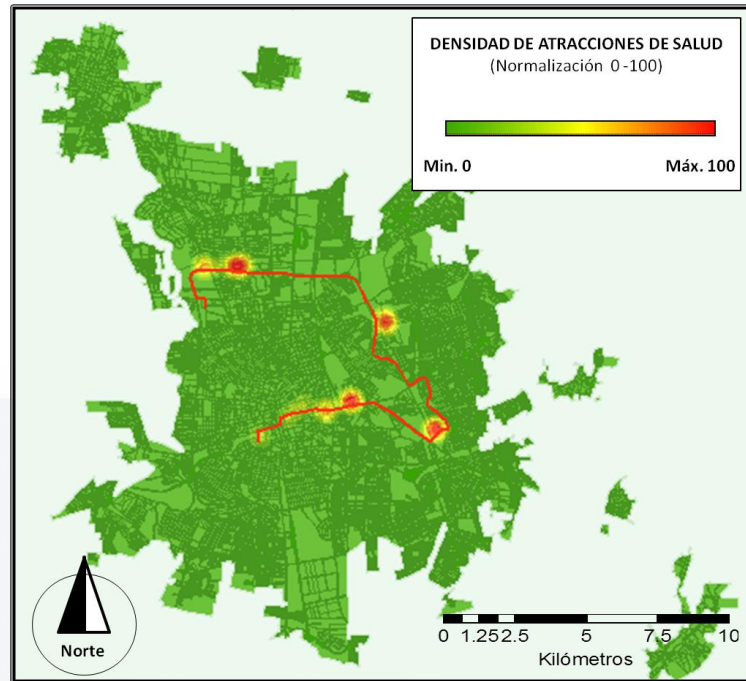 DENSIDAD DE ATRACCIONES DE SALUD
(Normalización 0 -100)
Min. 0 Máx. 100
Norte
0 1.25 2.5 5 7.5 10
Kilómetros